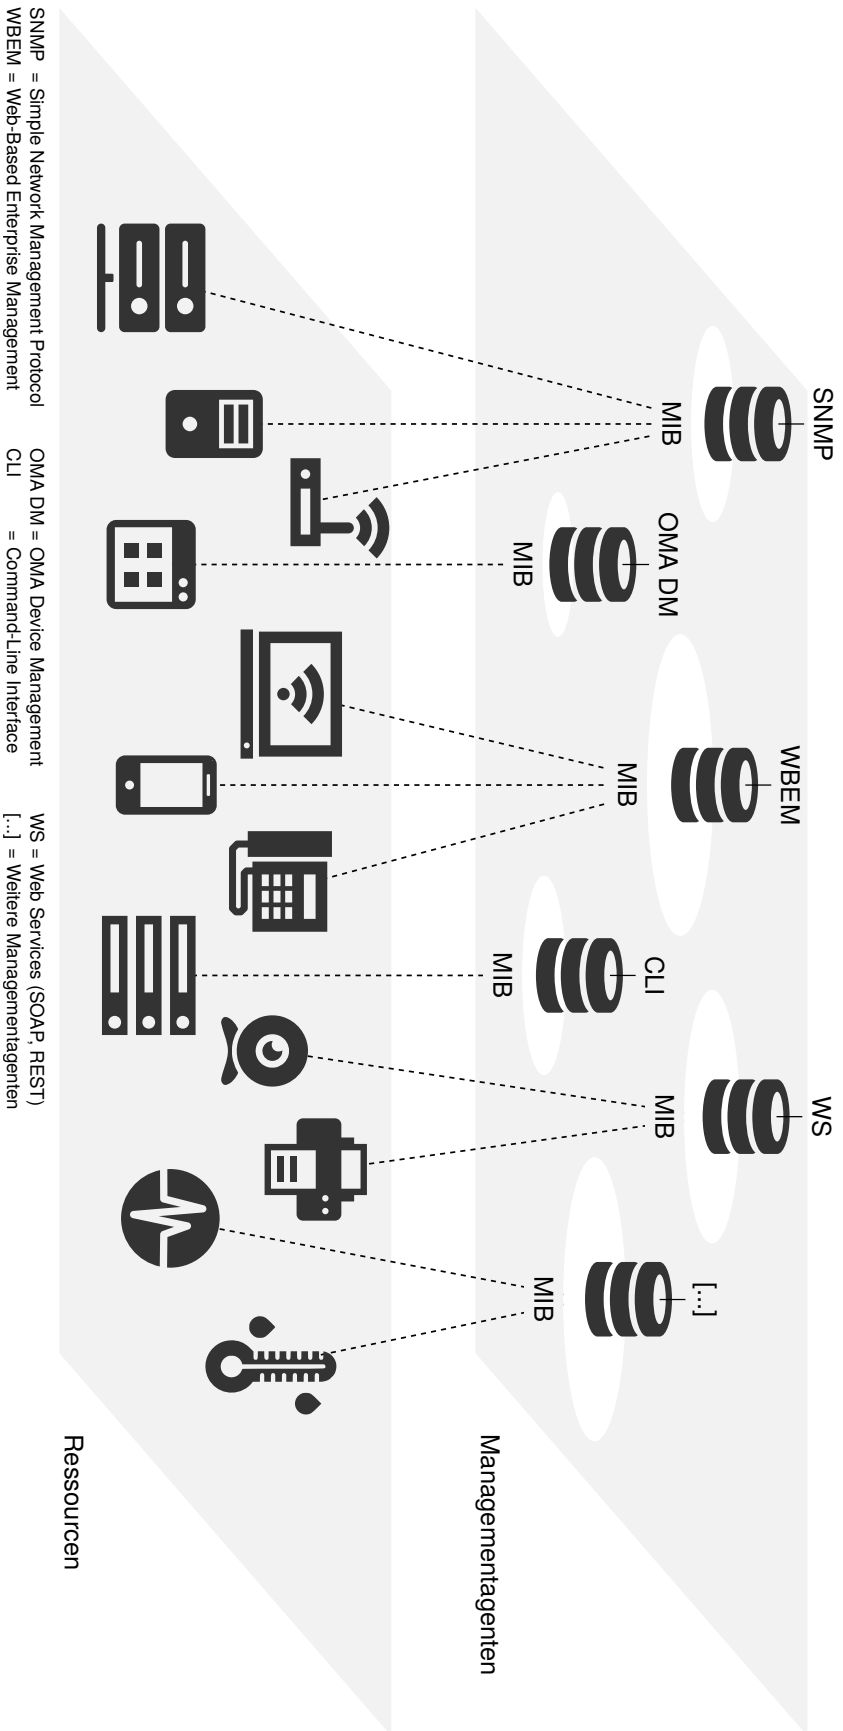 SNMP
OMA DM
WBEM
CLI
WS
[...]
MIB
MIB
MIB
MIB
MIB
MIB
Managementagenten
Ressourcen
SNMP = Simple Network Management Protocol
WBEM = Web-Based Enterprise Management
OMA DM = OMA Device Management
CLI = Command-Line Interface
WS = Web Services (SOAP, REST)
[...] = Weitere Managementagenten